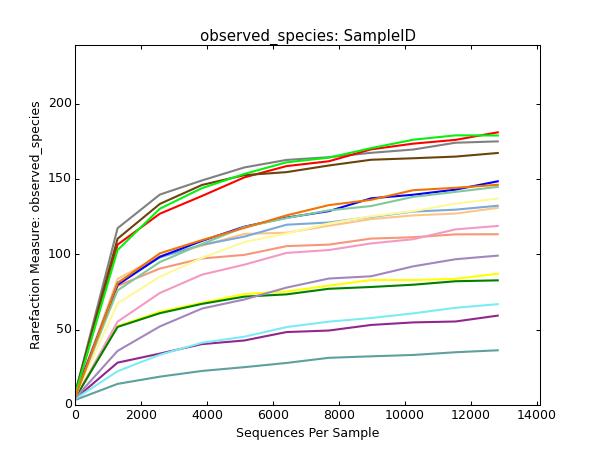 observed_species: SampleID
Rarefaction Measure: observed_species
200
150
100
50
0
0 2000 4000 6000 8000 10000 12000 14000
Sequences Per Sample